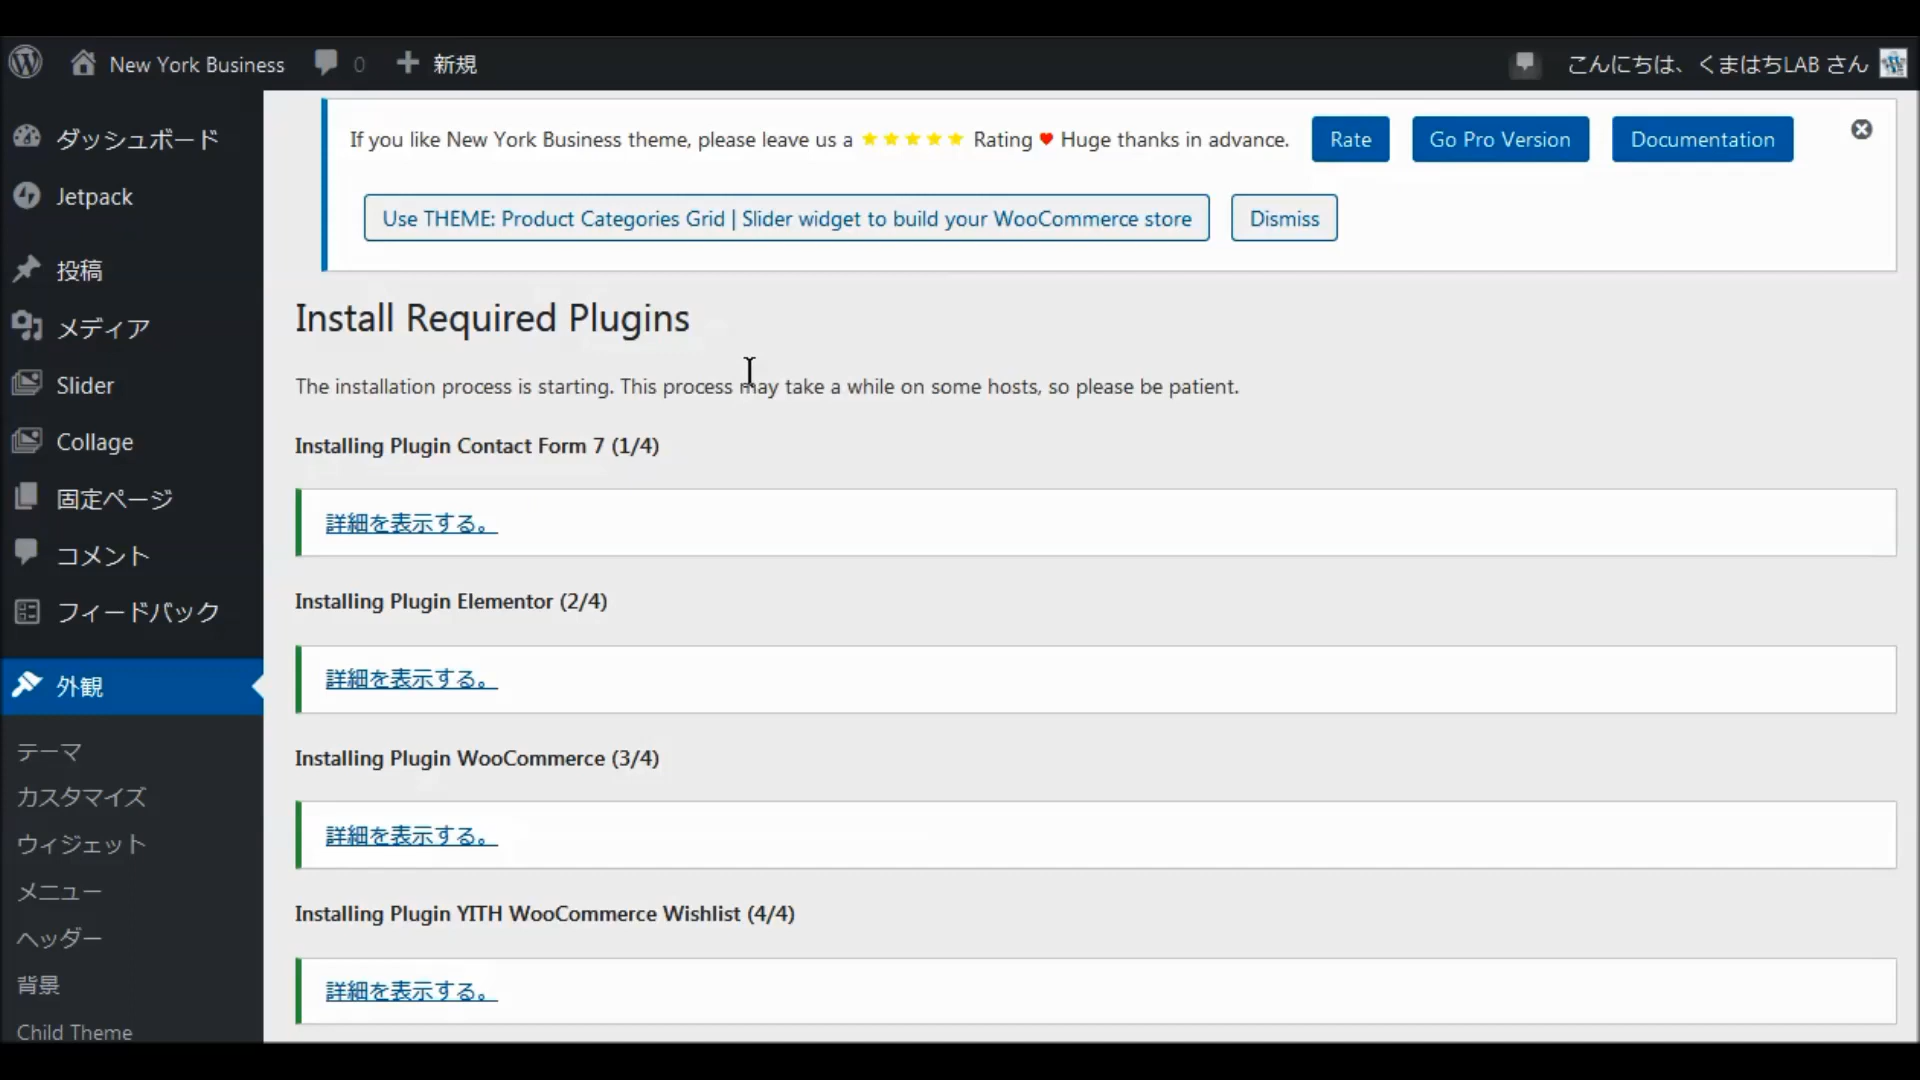 New York Business 0 新規 こんにちは、くまはちLAB さん
ダッシュボード
Jetpack
投稿
メディア
Slider
Collage
固定ページ
コメント
フィードバック
外観
テーマ
カスタマイズ
ウィジェット
メニュー
ヘッダー
背景
Child Theme
If you like New York Business theme, please leave us a ★★★★★ Rating ♥ Huge thanks in advance. Rate Go Pro Version Documentation
Use THEME: Product Categories Grid | Slider widget to build your WooCommerce store Dismiss
Install Required Plugins
The installation process is starting. This process may take a while on some hosts, so please be patient.
Installing Plugin Contact Form 7 (1/4)
詳細を表示する。
Installing Plugin Elementor (2/4)
詳細を表示する。
Installing Plugin WooCommerce (3/4)
詳細を表示する。
Installing Plugin YITH WooCommerce Wishlist (4/4)
詳細を表示する。